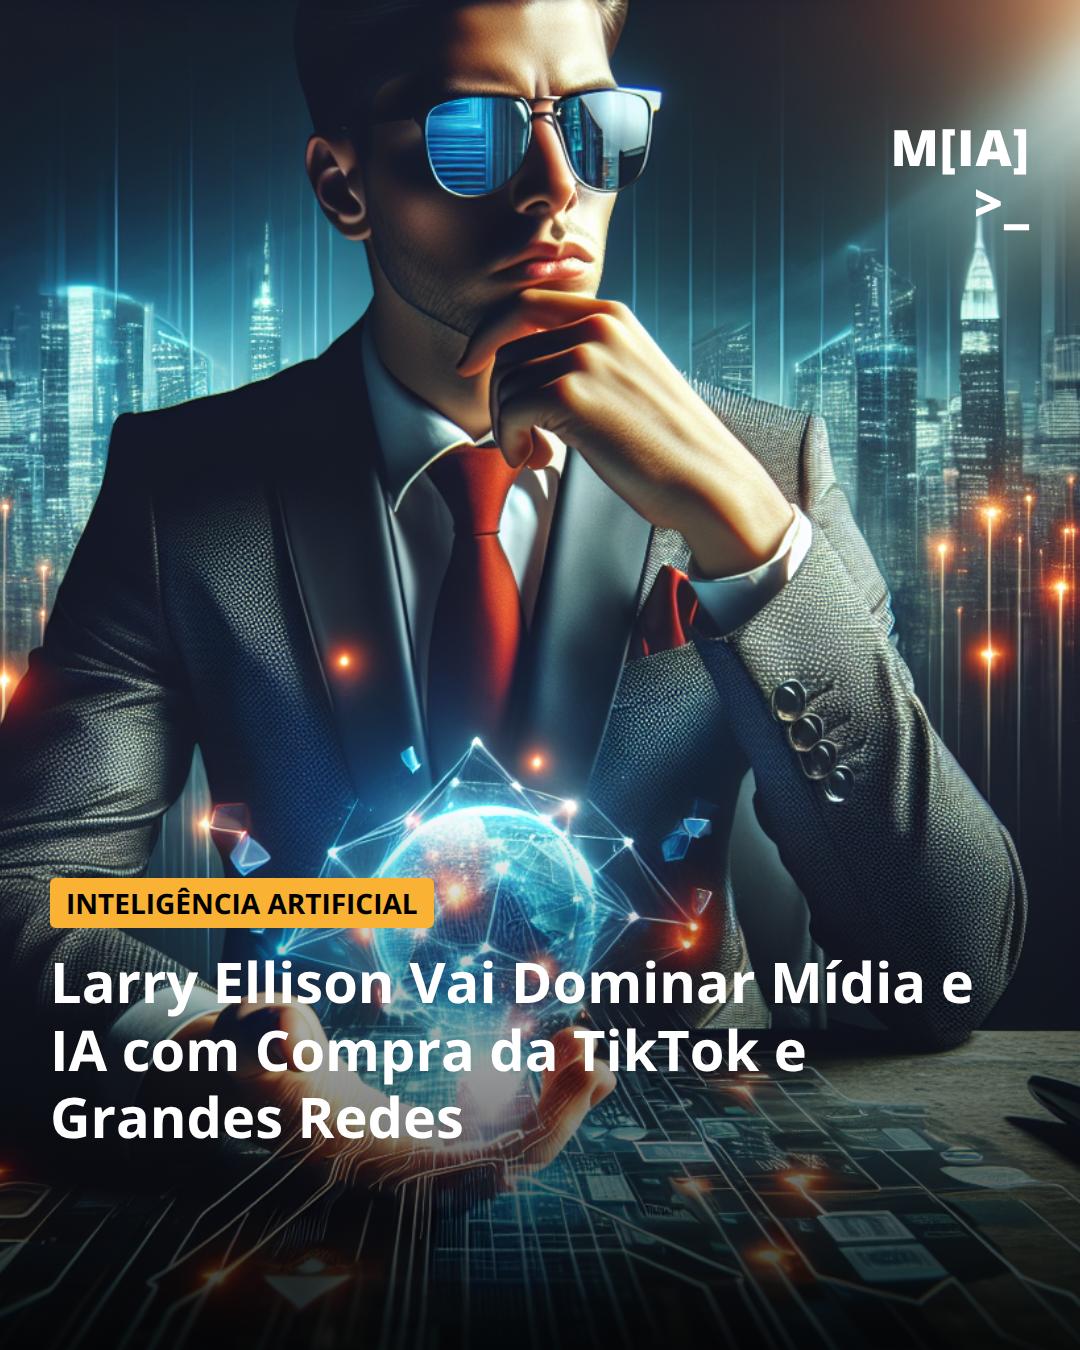 M[IA]
>_
INTELIGÊNCIA ARTIFICIAL
Larry Ellison Vai Dominar Mídia e
IA com Compra da TikTok e
Grandes Redes